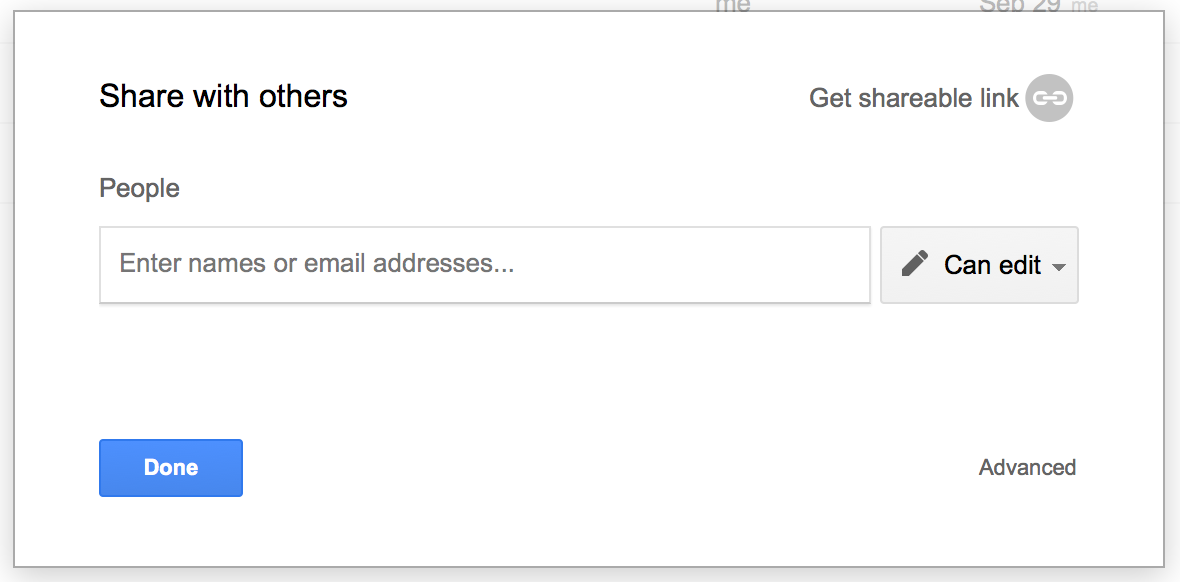 me Seb 29 me
Share with others
Get shareable link
People
Enter names or email addresses...
Can edit
Done
Advanced